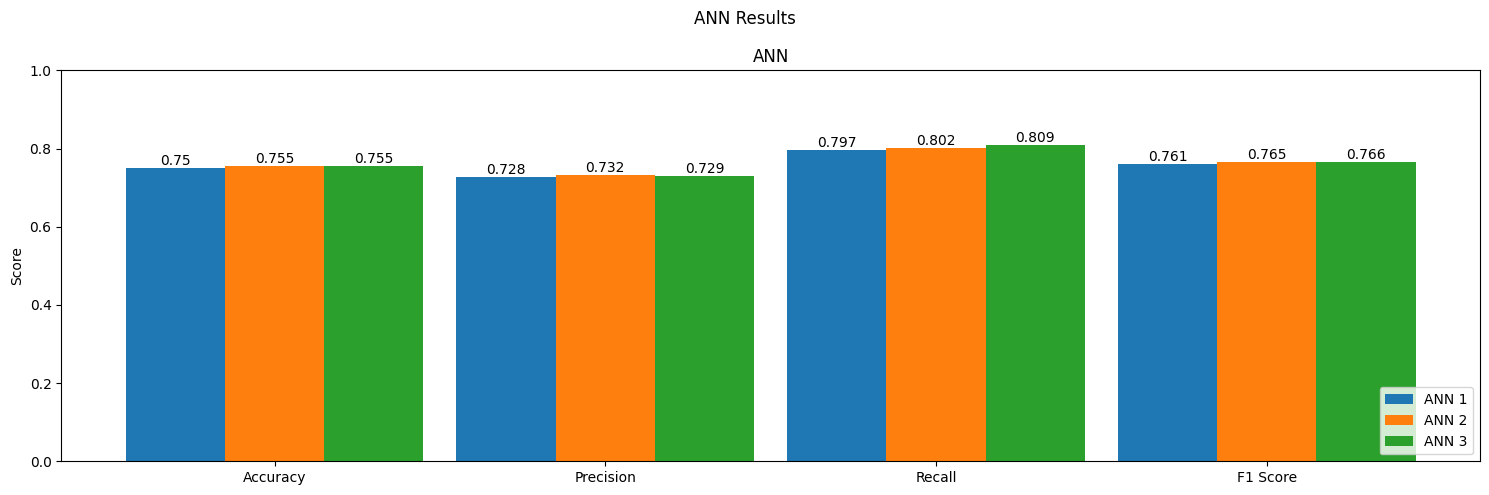 ANN Results
ANN
1.0
0.8
0.6
0.4
0.2
0.0
Score
0.75
0.755
0.755
0.728
0.732
0.729
0.797
0.802
0.809
0.761
0.765
0.766
Accuracy
Precision
Recall
F1 Score
ANN 1
ANN 2
ANN 3